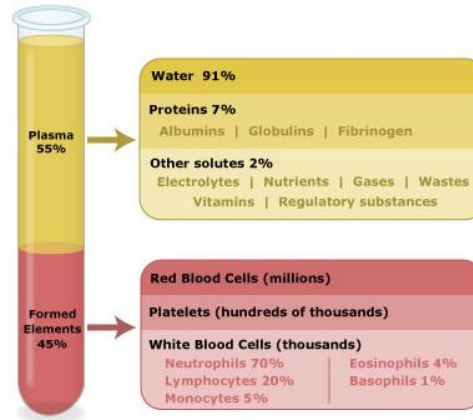 Plasma
55%
Water 91%
Proteins 7%
Albumins | Globulins | Fibrinogen
Other solutes 2%
Electrolytes | Nutrients | Gases | Wastes
Vitamins | Regulatory substances
Formed
Elements
45%
Red Blood Cells (millions)
Platelets (hundreds of thousands)
White Blood Cells (thousands)
Neutrophils 70%
Lymphocytes 20%
Monocytes 5%
Eosinophils 4%
Basophils 1%